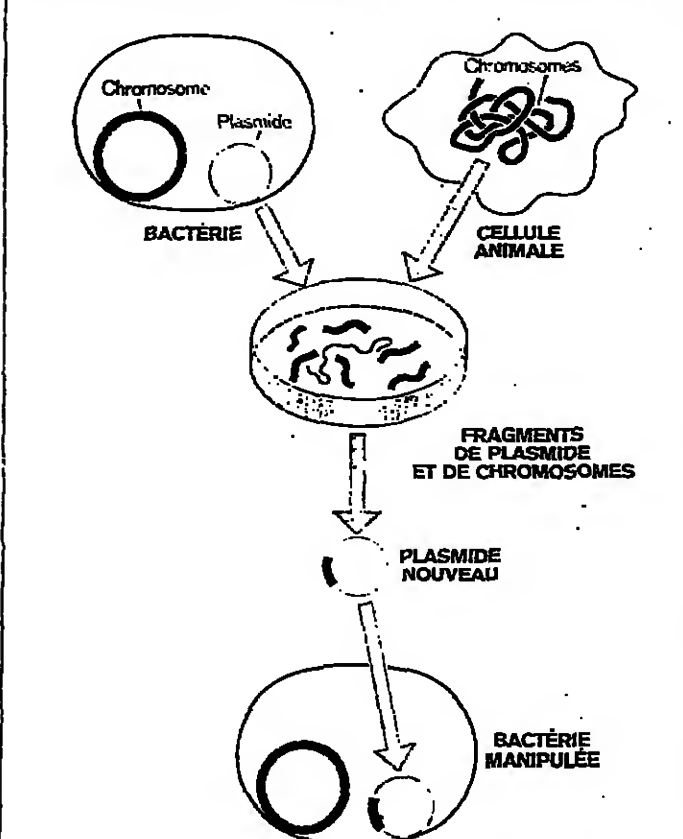 Chromosome
Plasmide
BACTÉRIE
Chromosomes
CELLULE
ANIMALE
FRAGMENTS
DE PLASMIDE
ET DE CHROMOSOMES
PLASMIDE
NOUVEAU
BACTÉRIE
MANIPULÉE